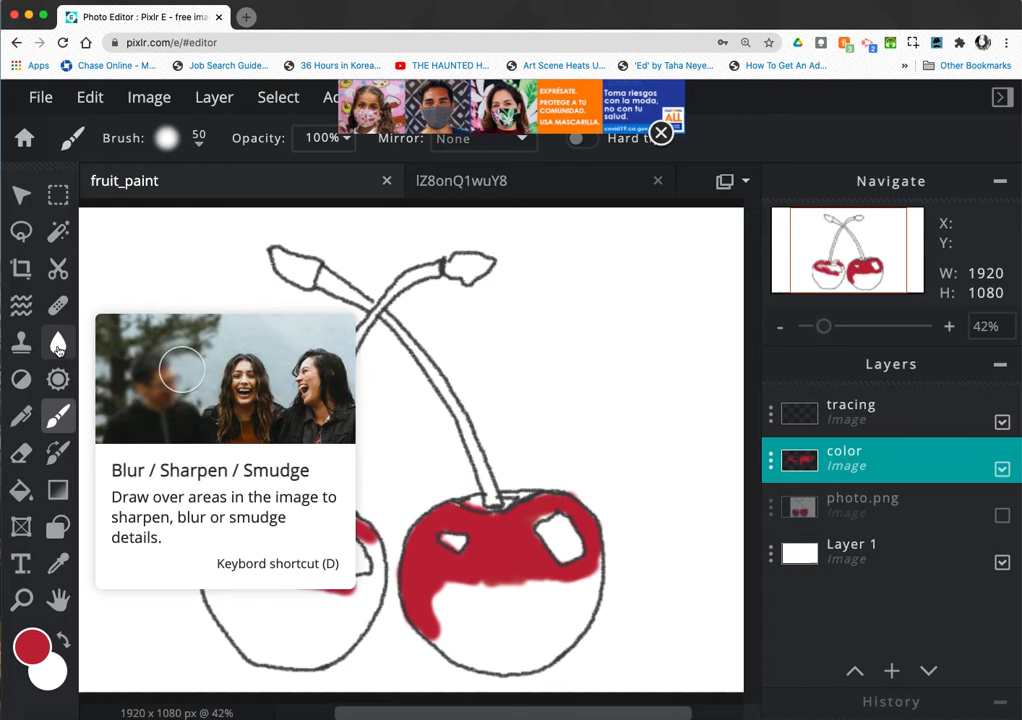 Photo Editor : Pixlr E - free ima
pixlr.com/e/#editor
Apps
Chase Online - M...
Job Search Guide...
36 Hours in Korea...
THE HAUNTED H...
Art Scene Heats U...
'Ed' by Taha Neye...
How To Get An Ad...
»
Other Bookmarks
File
Edit
Image
Layer
Select
EXPRÉSATE.
PROTEGE A TU
COMUNIDAD.
USA MASCARILLA.
Toma riesgos
con la moda,
no con tu
salud.
covid19.ca.gov
ALL
Brush:
50
Opacity:
100%
Mirror:
None
Hard
fruit_paint
lZ8onQ1wuY8
Navigate
X:
Y:
W: 1920
H: 1080
42%
Layers
tracing
Image
color
Image
photo.png
Image
Layer 1
Image
Blur / Sharpen / Smudge
Draw over areas in the image to
sharpen, blur or smudge
details.
Keybord shortcut (D)
1920 x 1080 px @ 42%
History